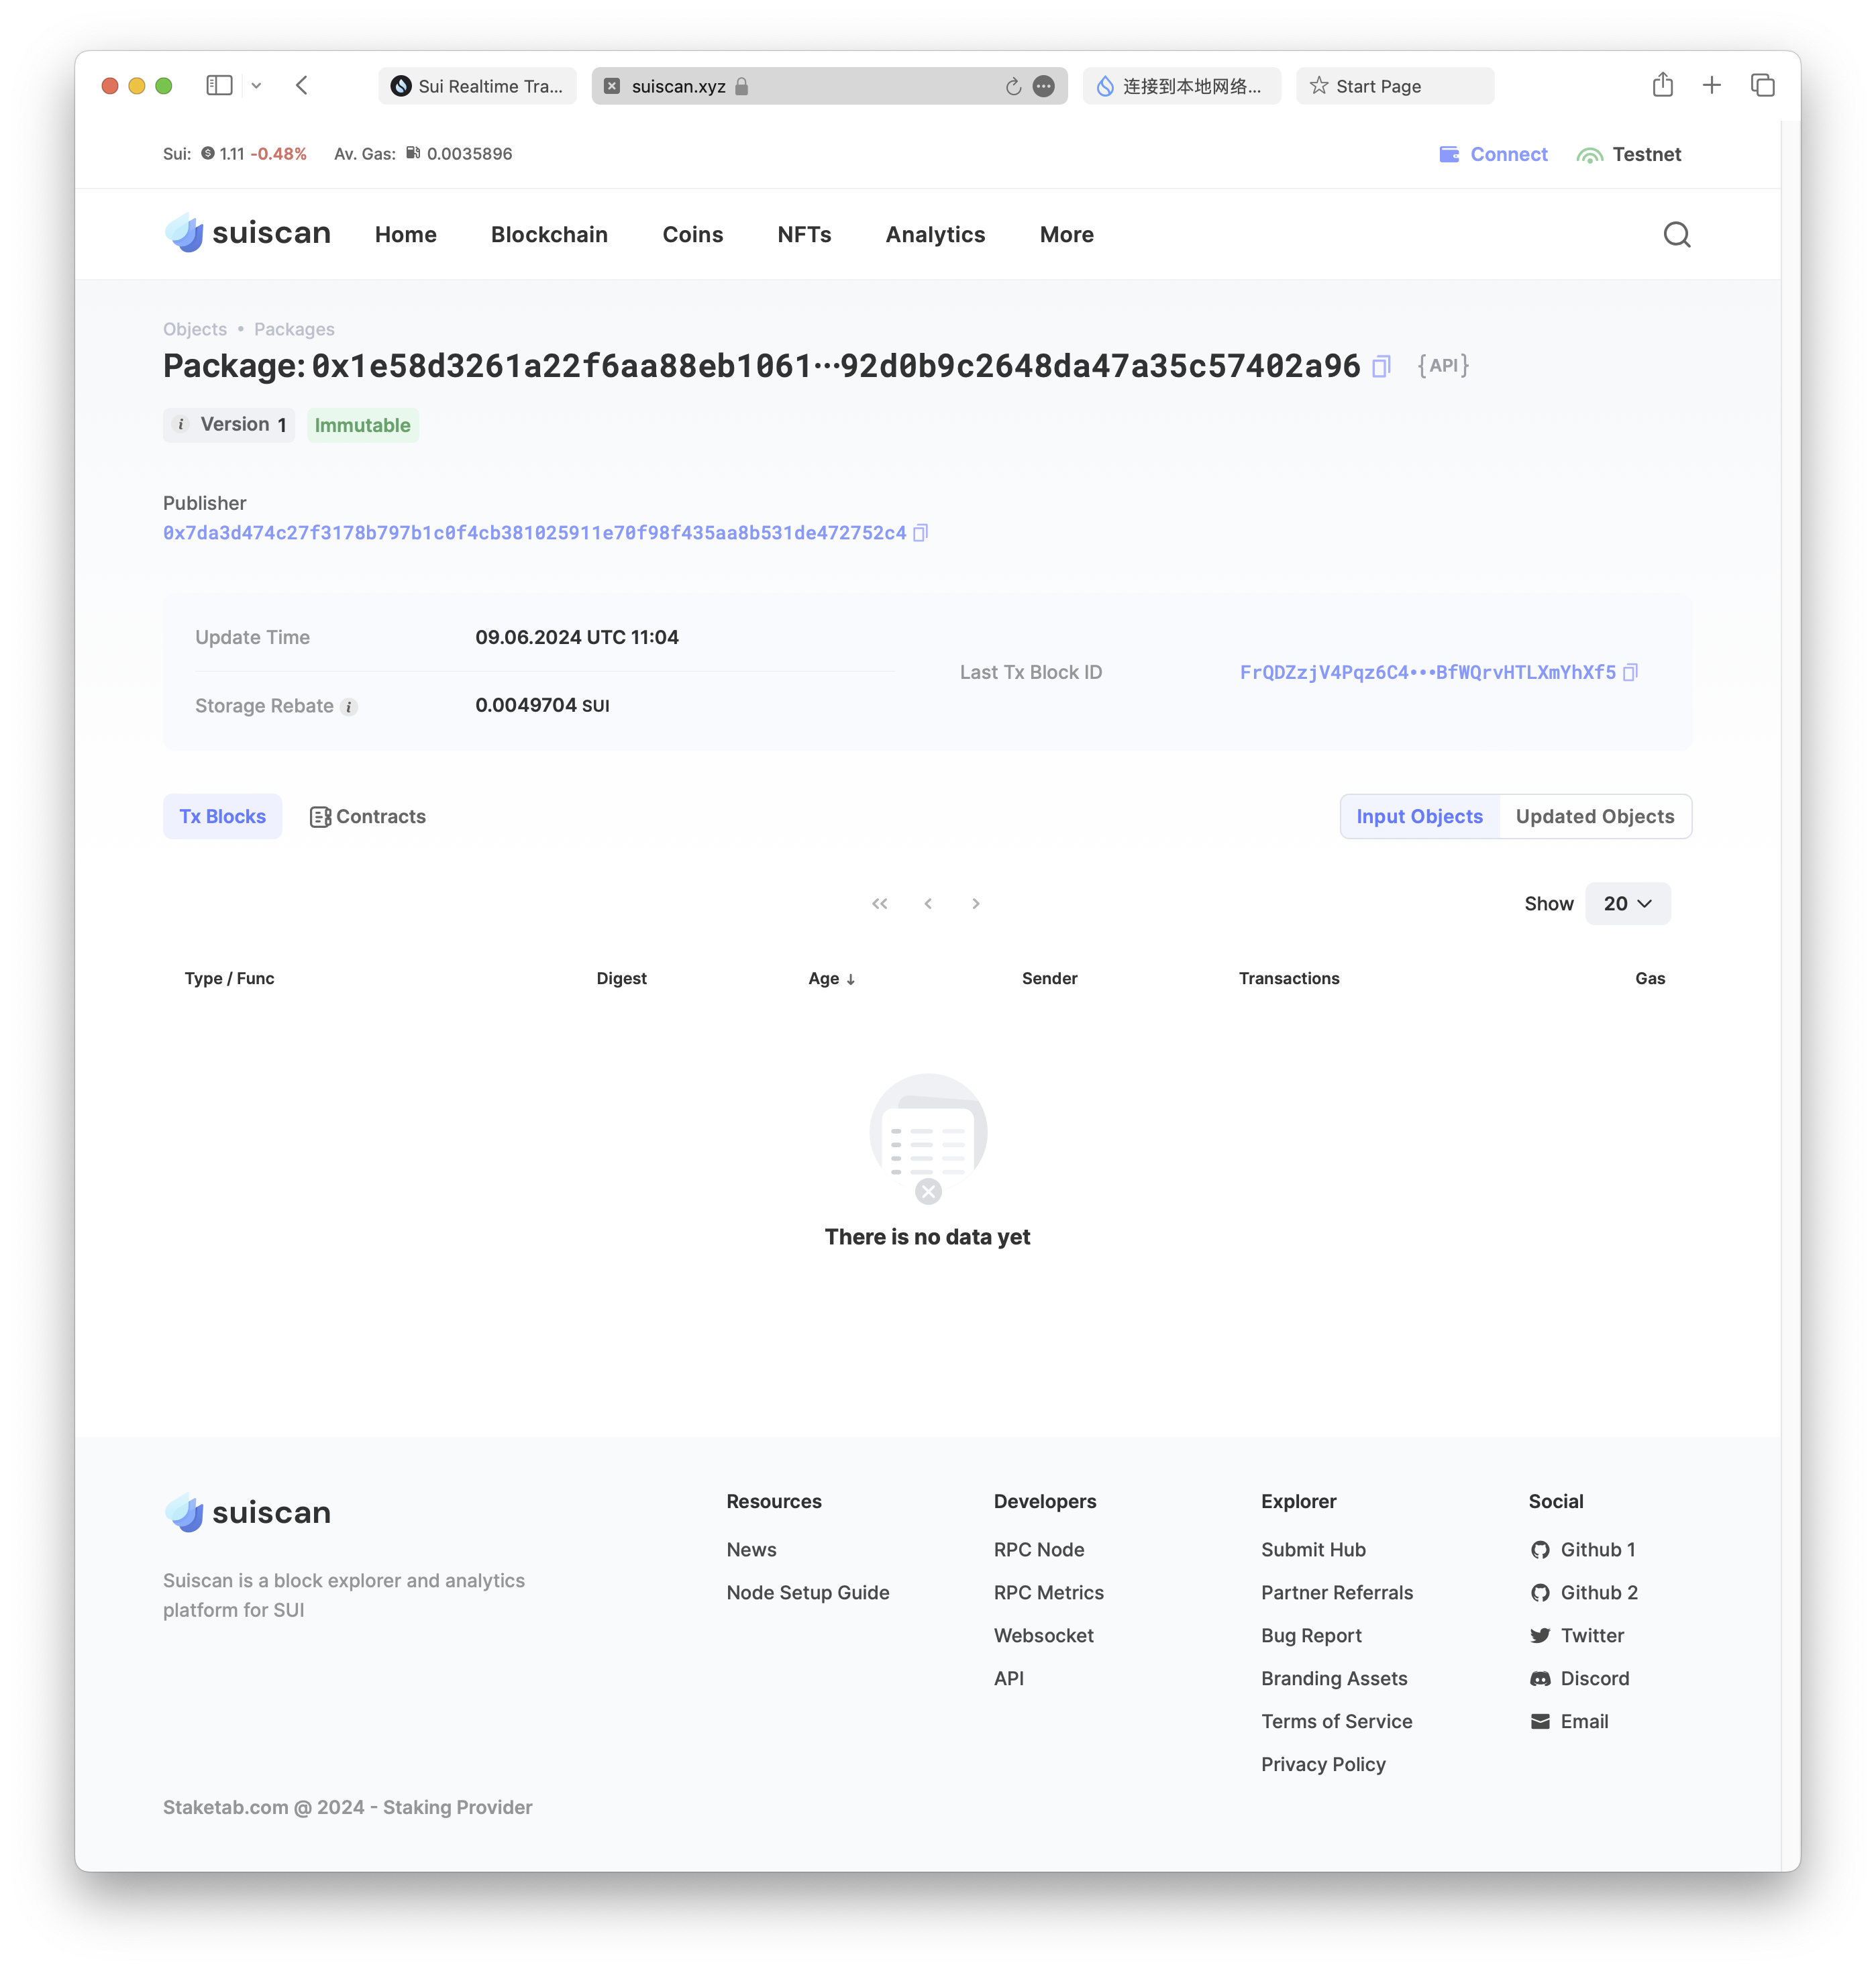 Sui Realtime Tra...
suiscan.xyz
连接到本地网络...
Start Page
Sui: 1.11 -0.48% Av. Gas: 0.0035896
Connect
Testnet
suiscan
Home
Blockchain
Coins
NFTs
Analytics
More
Objects • Packages
Package: 0x1e58d3261a22f6aa88eb1061···92d0b9c2648da47a35c57402a96 {API}
i Version 1
Immutable
Publisher
0x7da3d474c27f3178b797b1c0f4cb381025911e70f98f435aa8b531de472752c4
Update Time 09.06.2024 UTC 11:04
Storage Rebate i 0.0049704 SUI
Last Tx Block ID FrQDZzjV4Pqz6C4•••BfWQrvHTLXmYhXf5
Tx Blocks
Contracts
Input Objects
Updated Objects
Show 20
Type / Func
Digest
Age ↓
Sender
Transactions
Gas
There is no data yet
suiscan
Suiscan is a block explorer and analytics
platform for SUI
Staketab.com @ 2024 - Staking Provider
Resources
News
Node Setup Guide
Developers
RPC Node
RPC Metrics
Websocket
API
Explorer
Submit Hub
Partner Referrals
Bug Report
Branding Assets
Terms of Service
Privacy Policy
Social
Github 1
Github 2
Twitter
Discord
Email